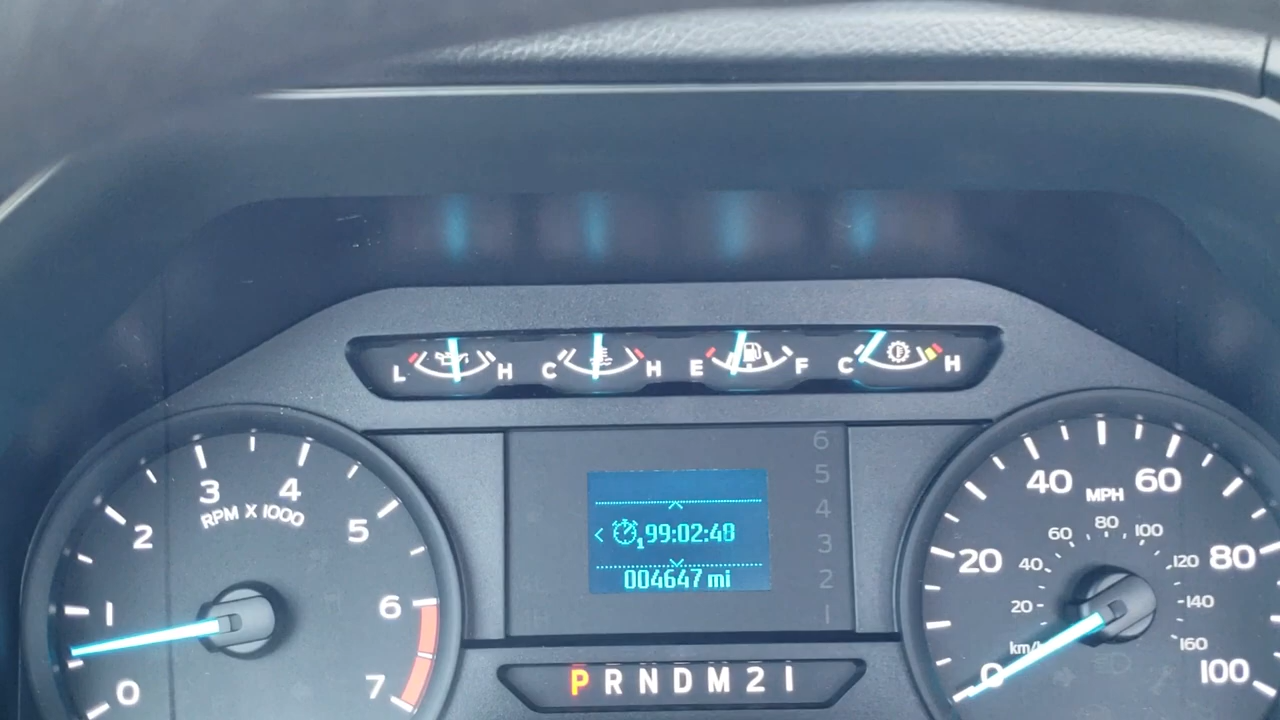 L H C H E F C H
6
5
4
3
2
1
1 99:02:48
004647 mi
P R N D M 2 1
0 1 2 3 4 5 6 7
RPM X 1000
0 20 40 60 80 100
MPH
20 40 60 80 100 120 140 160
km/h